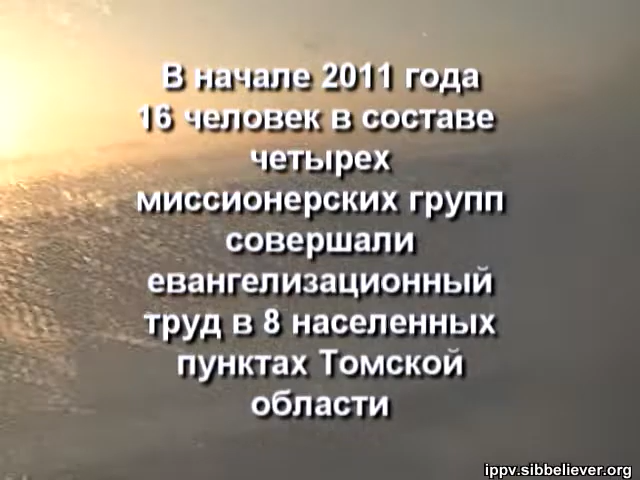 В начале 2011 года
16 человек в составе
четырех
миссионерских групп
совершали
евангелизационный
труд в 8 населенных
пунктах Томской
области
ippv.sibbeliever.org